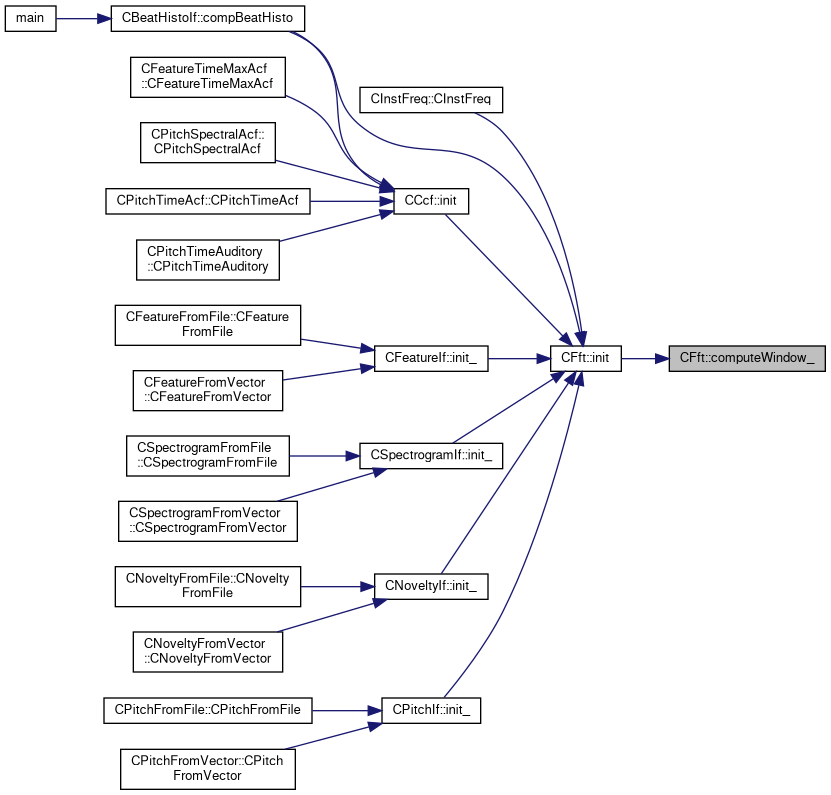 main
CBeatHistoIf::compBeatHisto
CFeatureTimeMaxAcf
::CFeatureTimeMaxAcf
CInstFreq::CInstFreq
CPitchSpectralAcf::
CPitchSpectralAcf
CPitchTimeAcf::CPitchTimeAcf
CCcf::init
CPitchTimeAuditory
::CPitchTimeAuditory
CFeatureFromFile::CFeature
FromFile
CFeatureIf::init_
CFft::init
CFft::computeWindow_
CFeatureFromVector
::CFeatureFromVector
CSpectrogramFromFile
::CSpectrogramFromFile
CSpectrogramIf::init_
CSpectrogramFromVector
::CSpectrogramFromVector
CNoveltyFromFile::CNovelty
FromFile
CNoveltyIf::init_
CNoveltyFromVector
::CNoveltyFromVector
CPitchFromFile::CPitchFromFile
CPitchIf::init_
CPitchFromVector::CPitch
FromVector